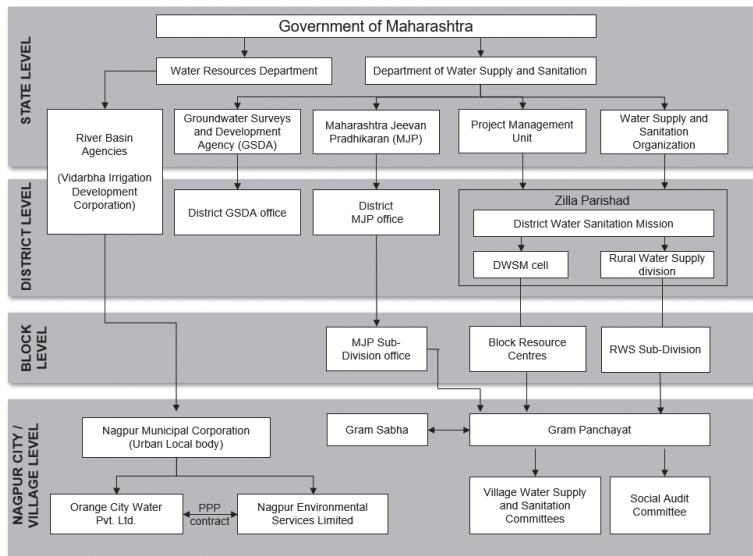 Government of Maharashtra
STATE LEVEL
Water Resources Department
Department of Water Supply and Sanitation
River Basin
Agencies
(Vidarbha Irrigation
Development
Corporation)
Groundwater Surveys
and Development
Agency (GSDA)
Maharashtra Jeevan
Pradhikaran (MJP)
Project Management
Unit
Water Supply and
Sanitation
Organization
DISTRICT LEVEL
District GSDA office
District
MJP office
Zilla Parishad
District Water Sanitation Mission
DWSM cell
Rural Water Supply
division
BLOCK
LEVEL
MJP Sub-
Division office
Block Resource
Centres
RWS Sub-Division
NAGPUR CITY /
VILLAGE LEVEL
Nagpur Municipal Corporation
(Urban Local body)
Gram Sabha
Gram Panchayat
Orange City Water
Pvt. Ltd.
PPP
contract
Nagpur Environmental
Services Limited
Village Water Supply
and Sanitation
Committees
Social Audit
Committee